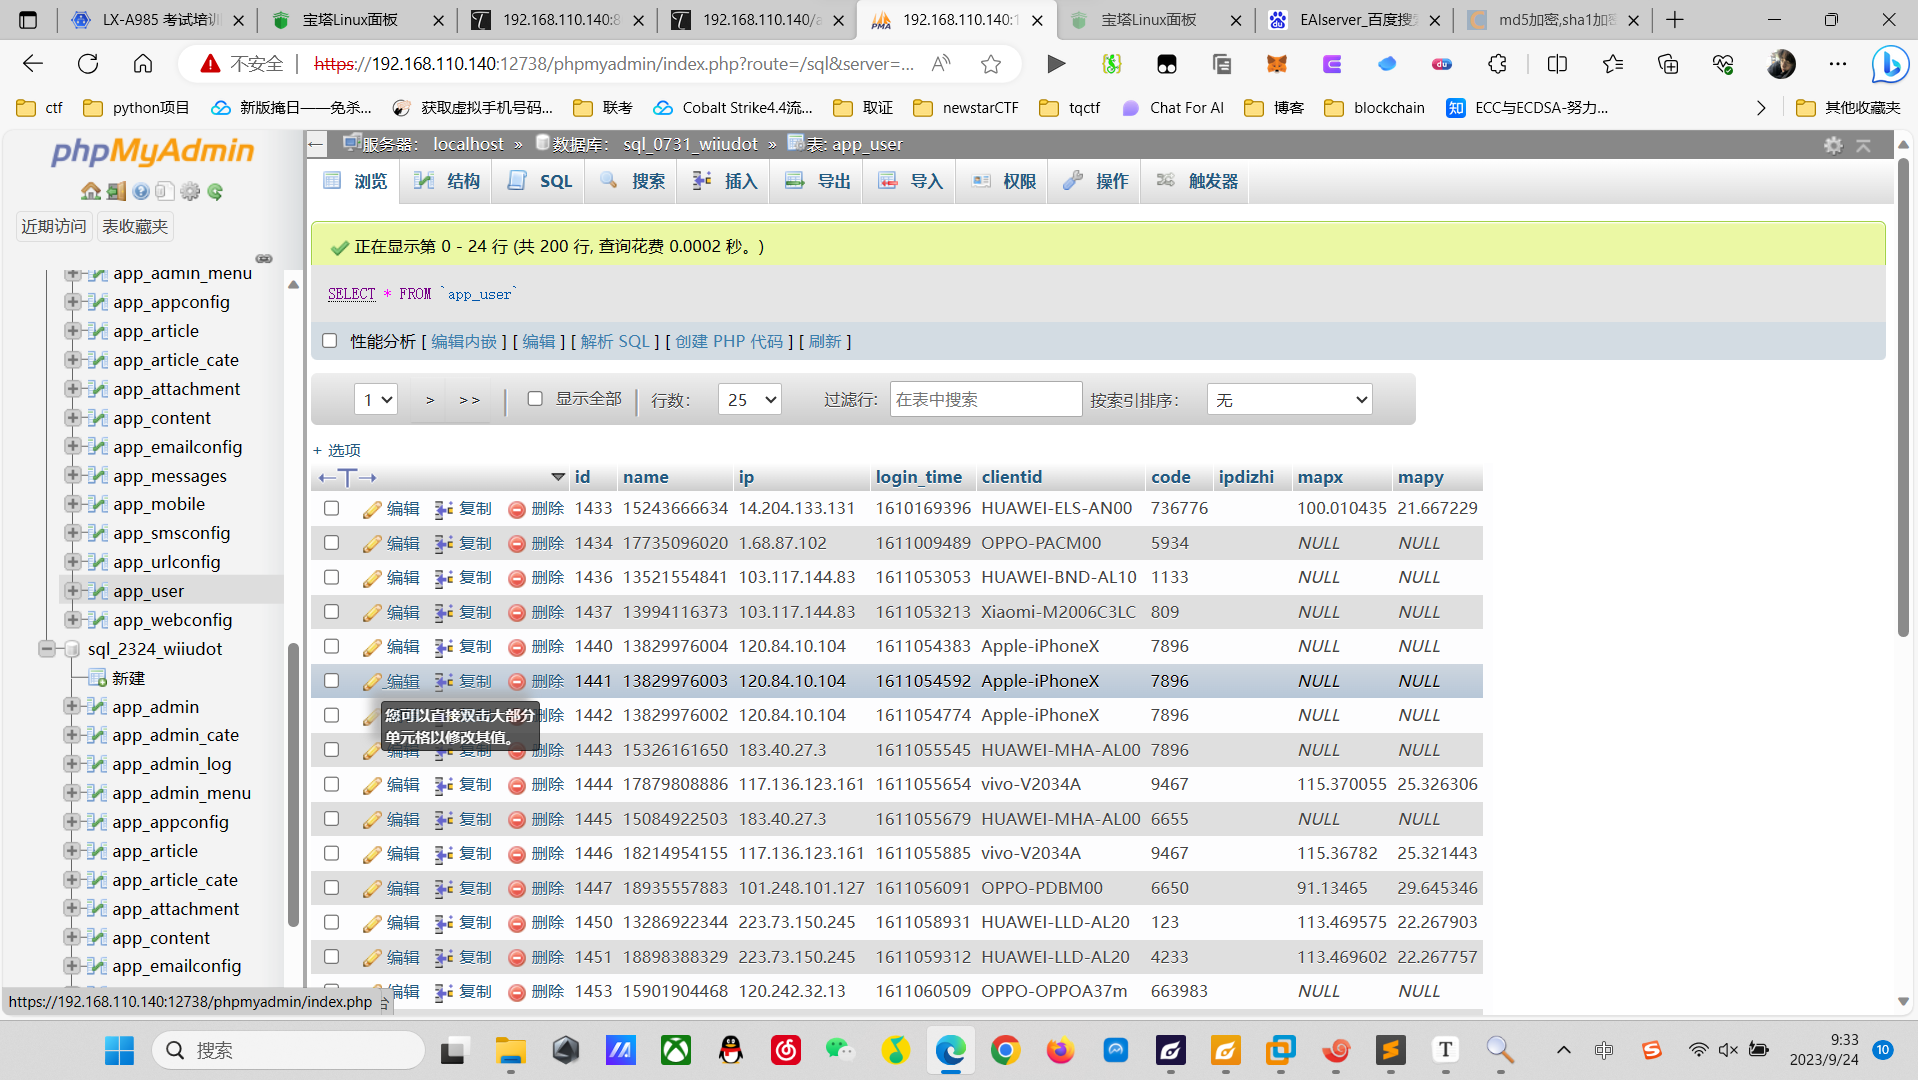 LX-A985 考试培训
宝塔Linux面板
192.168.110.140:8
192.168.110.140/a
192.168.110.140:1
宝塔Linux面板
EAIserver_百度搜
md5加密,sha1加
不安全
https://192.168.110.140:12738/phpmyadmin/index.php?route=/sql&server=...
ctf
python项目
新版掩日——免杀...
获取虚拟手机号码...
联考
Cobalt Strike4.4流...
取证
newstarCTF
tqctf
Chat For AI
博客
blockchain
ECC与ECDSA-努力...
其他收藏夹
phpMyAdmin
近期访问 表收藏夹
app_admin_menu
app_appconfig
app_article
app_article_cate
app_attachment
app_content
app_emailconfig
app_messages
app_mobile
app_smsconfig
app_urlconfig
app_user
app_webconfig
sql_2324_wiiudot
新建
app_admin
app_admin_cate
app_admin_log
app_admin_menu
app_appconfig
app_article
app_article_cate
app_attachment
app_content
app_emailconfig
https://192.168.110.140:12738/phpmyadmin/index.php
服务器: localhost » 数据库: sql_0731_wiiudot » 表: app_user
浏览 结构 SQL 搜索 插入 导出 导入 权限 操作 触发器
正在显示第 0 - 24 行 (共 200 行, 查询花费 0.0002 秒。)
SELECT * FROM `app_user`
性能分析 [ 编辑内嵌 ] [ 编辑 ] [ 解析 SQL ] [ 创建 PHP 代码 ] [ 刷新 ]
1 > >> | 显示全部 | 行数: 25 过滤行: 在表中搜索 按索引排序: 无
+ 选项
←T→ id name ip login_time clientid code ipdizhi mapx mapy
编辑 复制 删除 1433 15243666634 14.204.133.131 1610169396 HUAWEI-ELS-AN00 736776 100.010435 21.667229
编辑 复制 删除 1434 17735096020 1.68.87.102 1611009489 OPPO-PACM00 5934 NULL NULL
编辑 复制 删除 1436 13521554841 103.117.144.83 1611053053 HUAWEI-BND-AL10 1133 NULL NULL
编辑 复制 删除 1437 13994116373 103.117.144.83 1611053213 Xiaomi-M2006C3LC 809 NULL NULL
编辑 复制 删除 1440 13829976004 120.84.10.104 1611054383 Apple-iPhoneX 7896 NULL NULL
编辑 复制 删除 1441 13829976003 120.84.10.104 1611054592 Apple-iPhoneX 7896 NULL NULL
删除 1442 13829976002 120.84.10.104 1611054774 Apple-iPhoneX 7896 NULL NULL
您可以直接双击大部分
单元格以修改其值。
编辑 复制 删除 1443 15326161650 183.40.27.3 1611055545 HUAWEI-MHA-AL00 7896 NULL NULL
编辑 复制 删除 1444 17879808886 117.136.123.161 1611055654 vivo-V2034A 9467 115.370055 25.326306
编辑 复制 删除 1445 15084922503 183.40.27.3 1611055679 HUAWEI-MHA-AL00 6655 NULL NULL
编辑 复制 删除 1446 18214954155 117.136.123.161 1611055885 vivo-V2034A 9467 115.36782 25.321443
编辑 复制 删除 1447 18935557883 101.248.101.127 1611056091 OPPO-PDBM00 6650 91.13465 29.645346
编辑 复制 删除 1450 13286922344 223.73.150.245 1611058931 HUAWEI-LLD-AL20 123 113.469575 22.267903
编辑 复制 删除 1451 18898388329 223.73.150.245 1611059312 HUAWEI-LLD-AL20 4233 113.469602 22.267757
编辑 复制 删除 1453 15901904468 120.242.32.13 1611060509 OPPO-OPPOA37m 663983 NULL NULL
搜索
中
9:33
2023/9/24
10